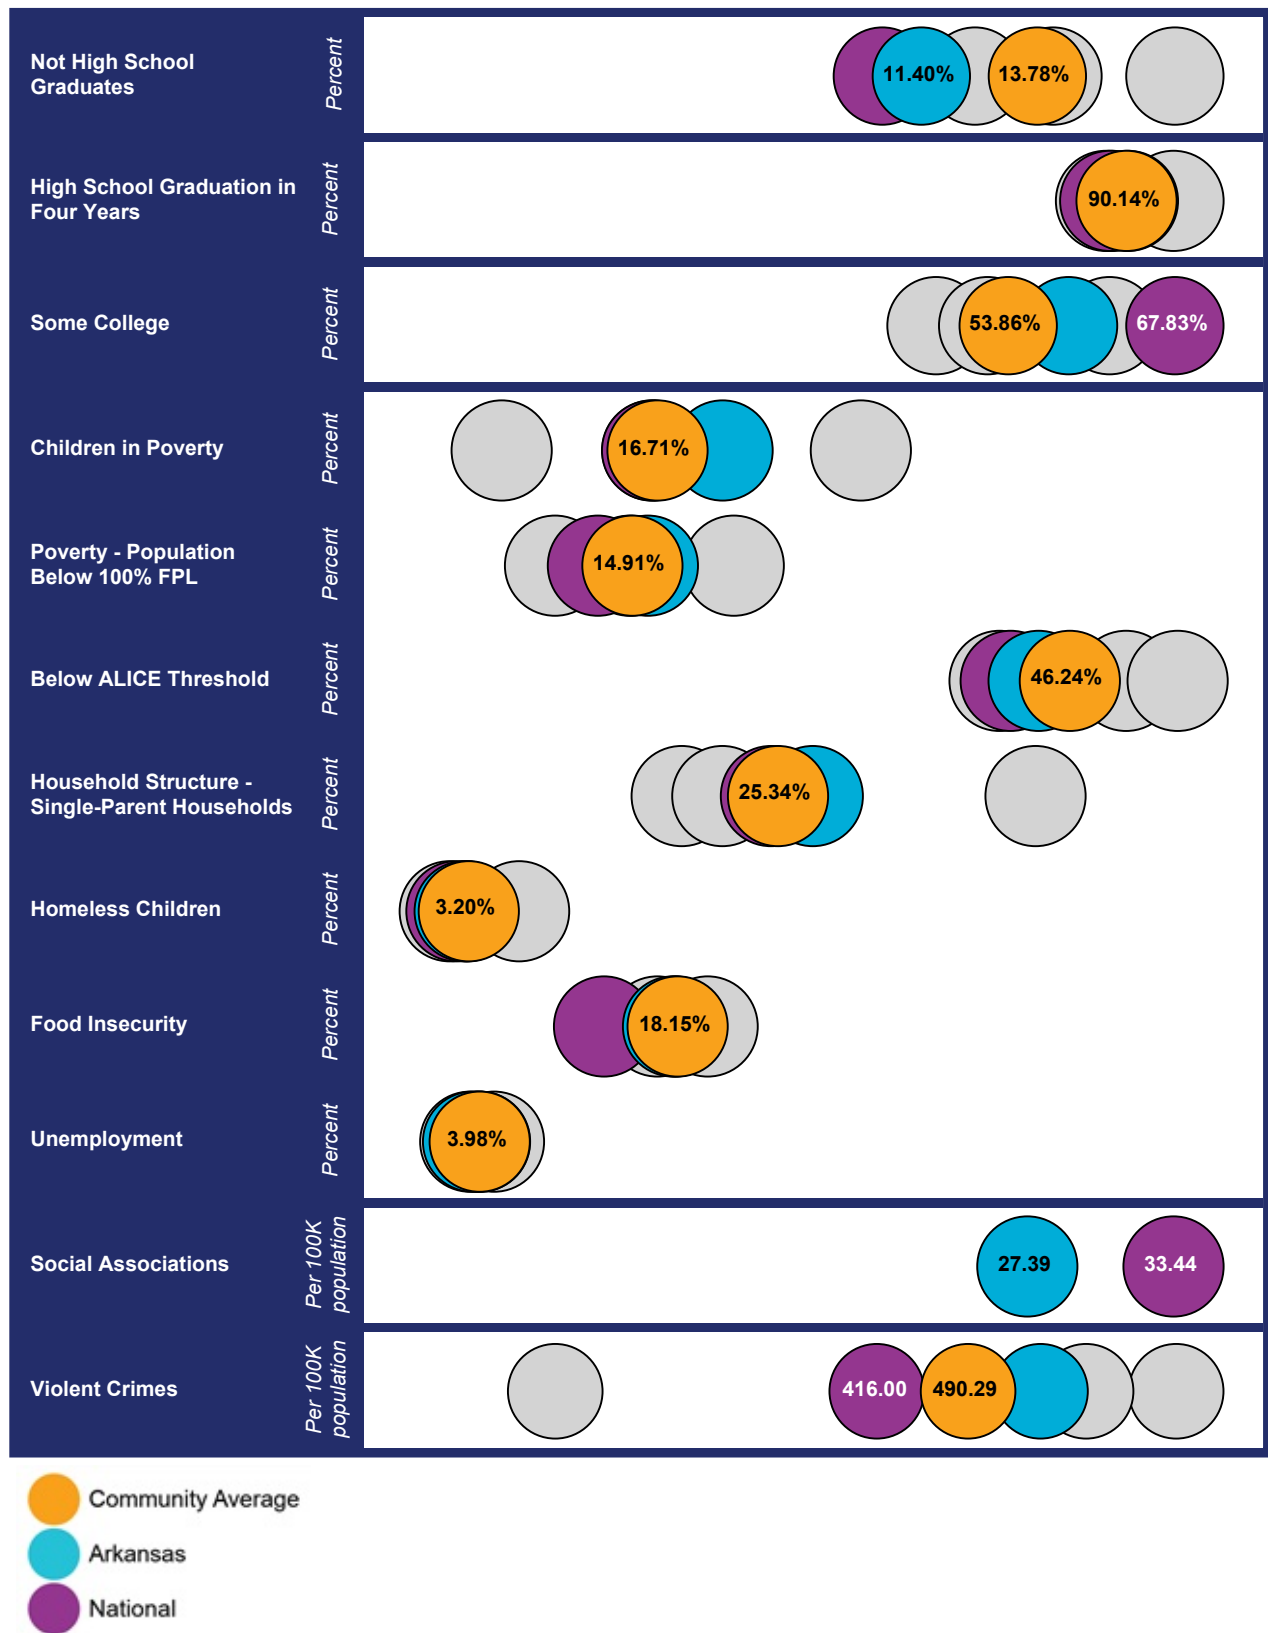 Not High School
Graduates
Percent
11.40%
13.78%
High School Graduation in
Four Years
Percent
90.14%
Some College
Percent
53.86%
67.83%
Children in Poverty
Percent
16.71%
Poverty - Population
Below 100% FPL
Percent
14.91%
Below ALICE Threshold
Percent
46.24%
Household Structure -
Single-Parent Households
Percent
25.34%
Homeless Children
Percent
3.20%
Food Insecurity
Percent
18.15%
Unemployment
Percent
3.98%
Social Associations
Per 100K
population
27.39
33.44
Violent Crimes
Per 100K
population
416.00
490.29
Community Average
Arkansas
National